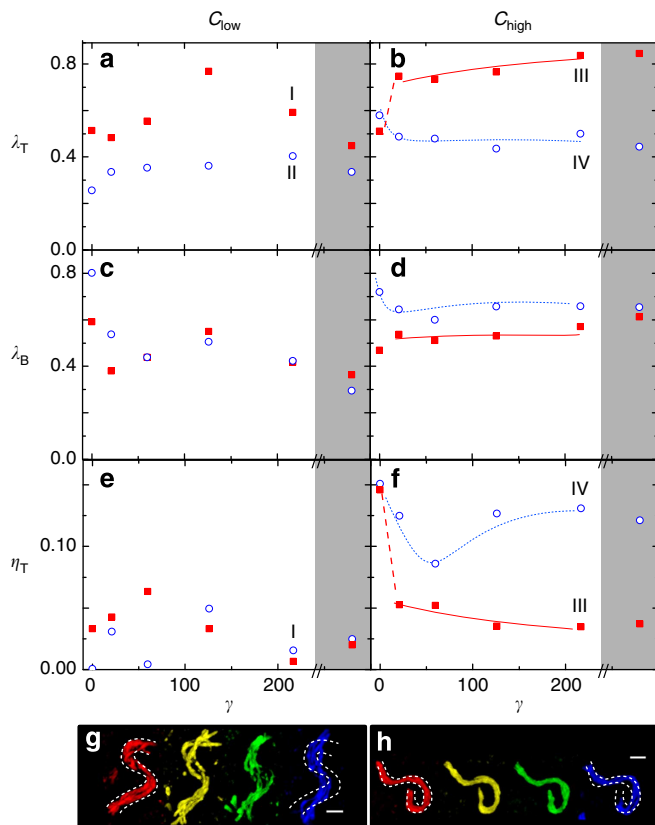 C_low C_high
a b
0.8
III
I
λ_T 0.4
II IV
0.0
c d
0.8
λ_B 0.4
0.0
e f
IV
0.10
η_T
I III
0.00
0 100 200 0 100 200
γ γ
g h